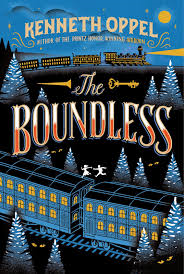 KENNETH OPPEL
AUTHOR OF THE PRINTZ HONOR WINNING AIRBORN
The
BOUNDLESS